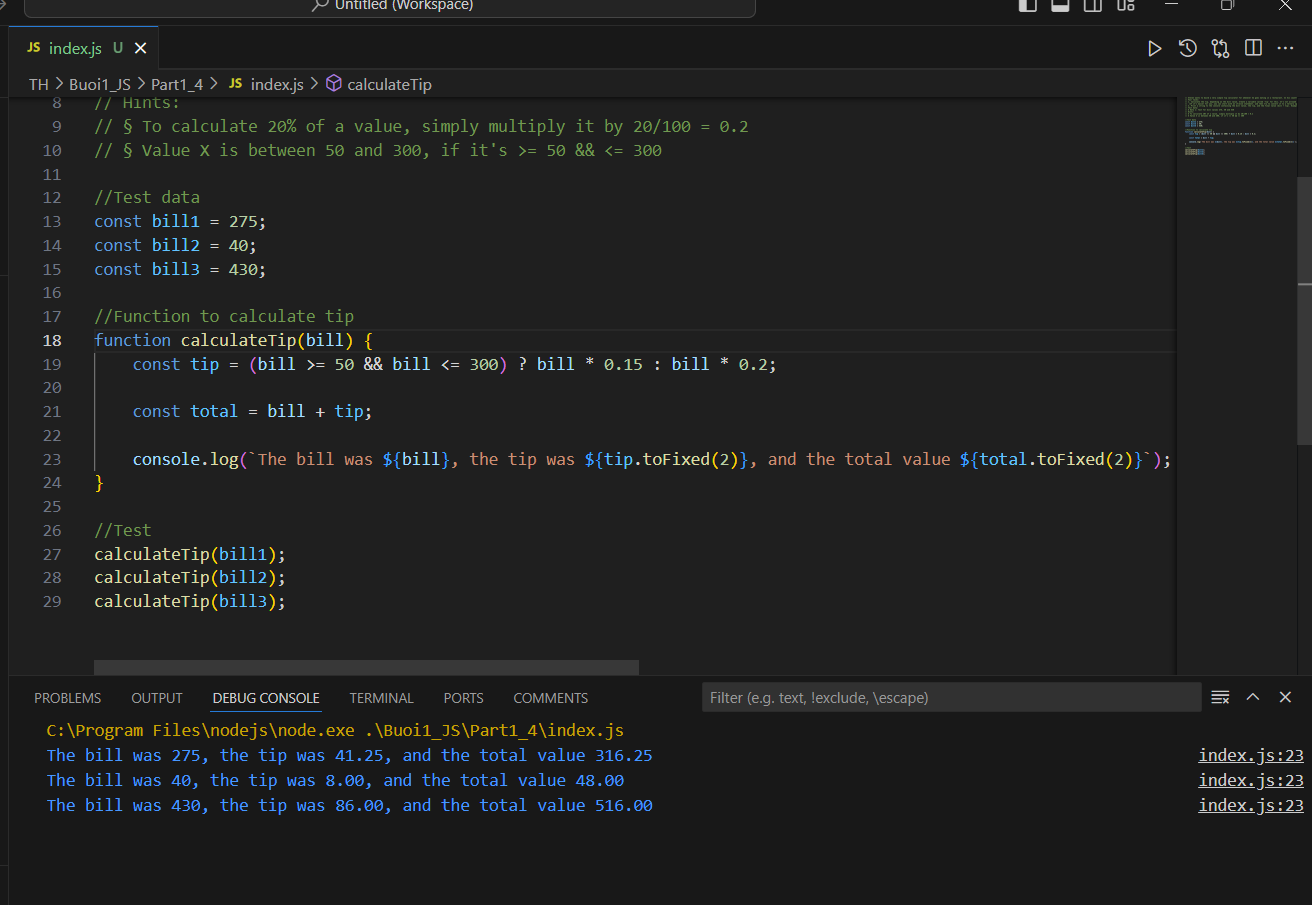 Untitled (Workspace)
JS index.js U
TH > Buoi1_JS > Part1_4 > JS index.js > calculateTip
8 // Hints:
9 // § To calculate 20% of a value, simply multiply it by 20/100 = 0.2
10 // § Value X is between 50 and 300, if it's >= 50 && <= 300
11
12 //Test data
13 const bill1 = 275;
14 const bill2 = 40;
15 const bill3 = 430;
16
17 //Function to calculate tip
18 function calculateTip(bill) {
19 const tip = (bill >= 50 && bill <= 300) ? bill * 0.15 : bill * 0.2;
20
21 const total = bill + tip;
22
23 console.log(`The bill was ${bill}, the tip was ${tip.toFixed(2)}, and the total value ${total.toFixed(2)}`);
24 }
25
26 //Test
27 calculateTip(bill1);
28 calculateTip(bill2);
29 calculateTip(bill3);
PROBLEMS OUTPUT DEBUG CONSOLE TERMINAL PORTS COMMENTS Filter (e.g. text, !exclude, \escape)
C:\Program Files\nodejs\node.exe .\Buoi1_JS\Part1_4\index.js
The bill was 275, the tip was 41.25, and the total value 316.25 index.js:23
The bill was 40, the tip was 8.00, and the total value 48.00 index.js:23
The bill was 430, the tip was 86.00, and the total value 516.00 index.js:23